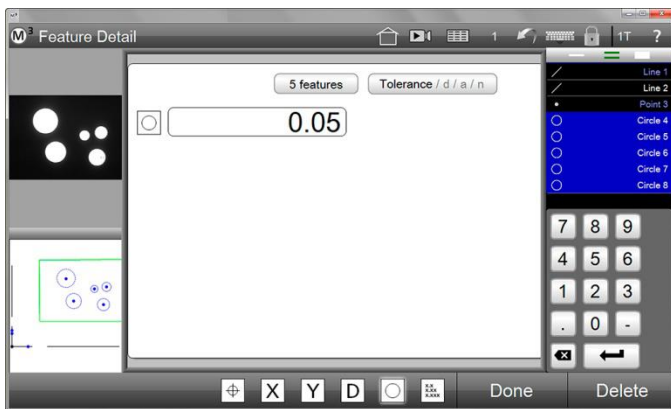 M³ Feature Detail
1
1T
?
5 features
Tolerance / d / a / n
0.05
Line 1
Line 2
Point 3
Circle 4
Circle 5
Circle 6
Circle 7
Circle 8
7 8 9
4 5 6
1 2 3
. 0 -
X Y D
X.X
X.XX
X.XXX
Done
Delete